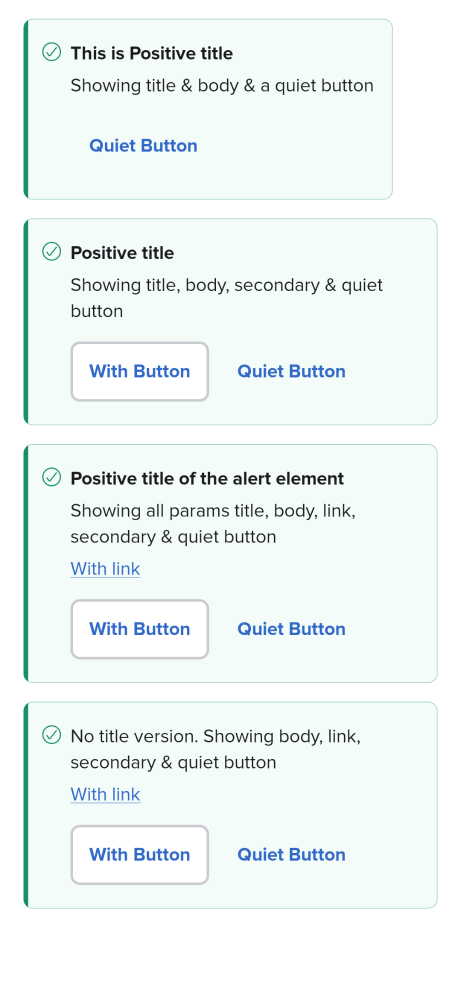 This is Positive title
Showing title & body & a quiet button
Quiet Button
Positive title
Showing title, body, secondary & quiet
button
With Button
Quiet Button
Positive title of the alert element
Showing all params title, body, link,
secondary & quiet button
With link
With Button
Quiet Button
No title version. Showing body, link,
secondary & quiet button
With link
With Button
Quiet Button